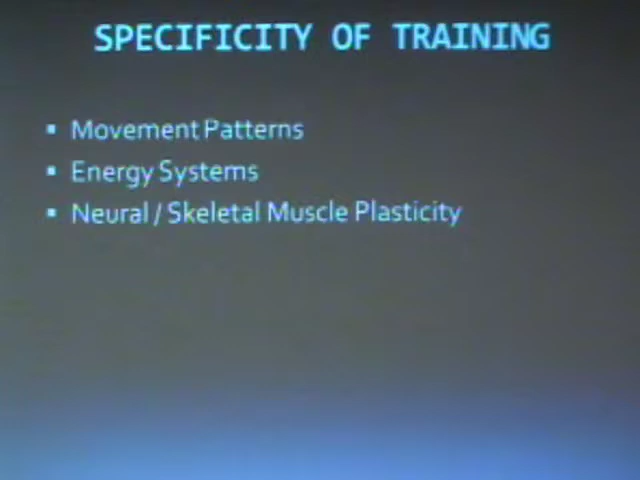 SPECIFICITY OF TRAINING
▪ Movement Patterns
▪ Energy Systems
▪ Neural / Skeletal Muscle Plasticity